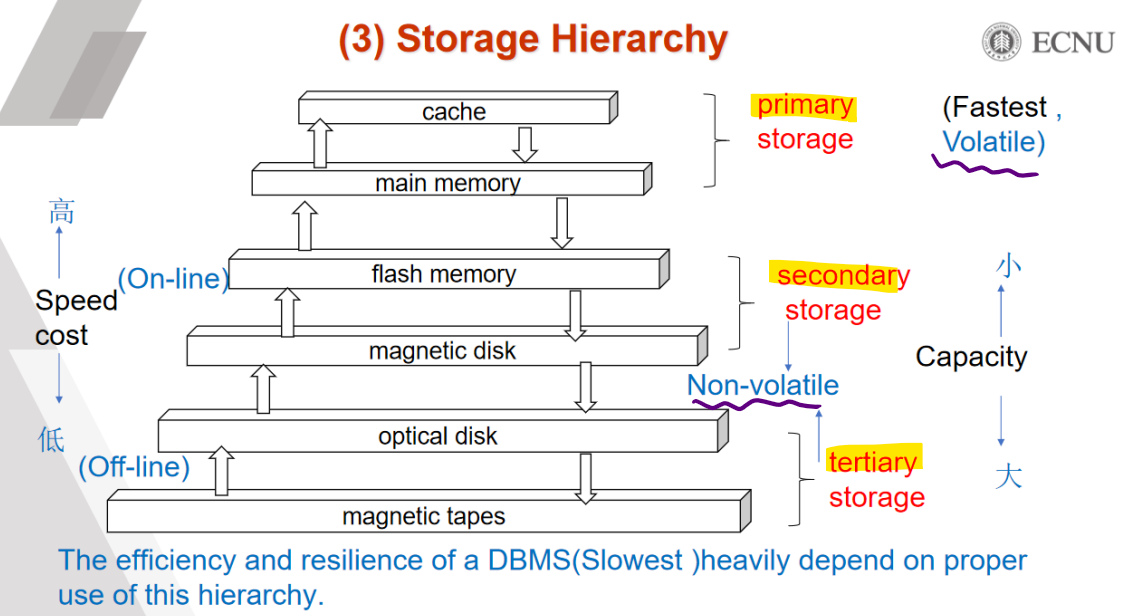 (3) Storage Hierarchy
ECNU
cache
primary
storage
(Fastest ,
Volatile)
main memory
高
(On-line)
flash memory
secondary
storage
小
Speed
cost
magnetic disk
Capacity
Non-volatile
低
optical disk
(Off-line)
tertiary
storage
大
magnetic tapes
The efficiency and resilience of a DBMS(Slowest )heavily depend on proper
use of this hierarchy.